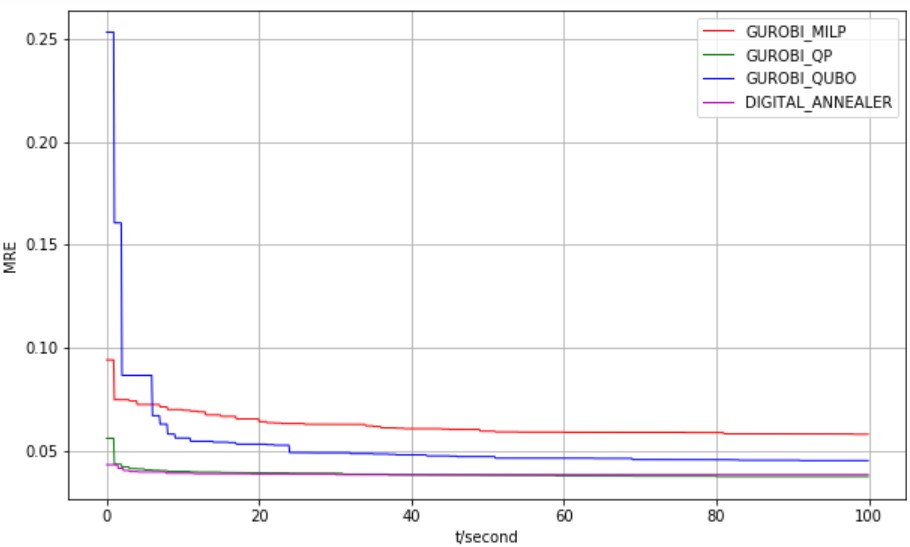 GUROBI_MILP
GUROBI_QP
GUROBI_QUBO
DIGITAL_ANNEALER
0.25
0.20
0.15
0.10
0.05
MRE
0 20 40 60 80 100
t/second